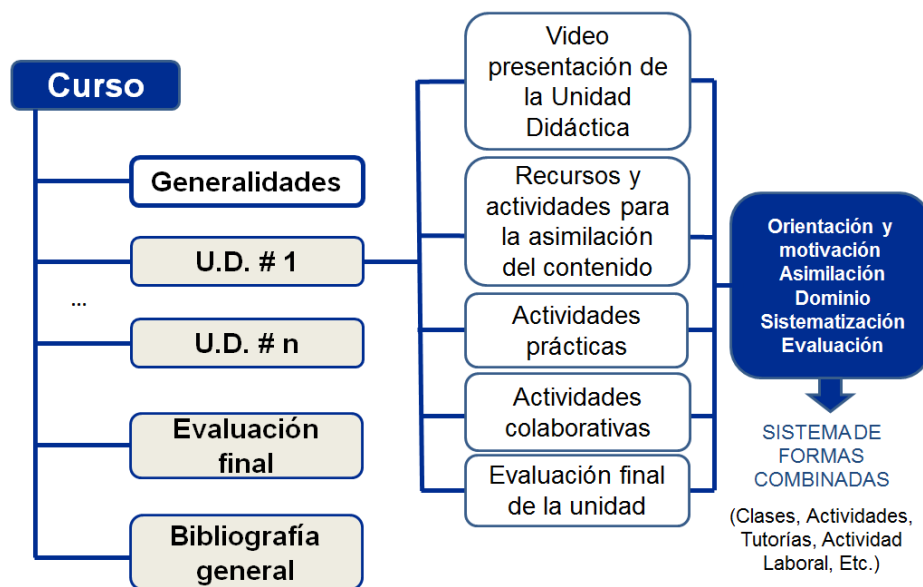 Curso
Generalidades
U.D. # 1
...
U.D. # n
Evaluación
final
Bibliografía
general
Video
presentación de
la Unidad
Didáctica
Recursos y
actividades para
la asimilación
del contenido
Actividades
prácticas
Actividades
colaborativas
Evaluación final
de la unidad
Orientación y
motivación
Asimilación
Dominio
Sistematización
Evaluación
SISTEMA DE
FORMAS
COMBINADAS
(Clases, Actividades,
Tutorías, Actividad
Laboral, Etc.)